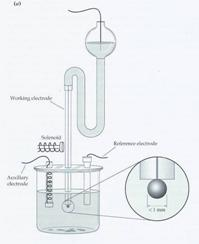 (a)
Working electrode
Solenoid
Reference electrode
Auxiliary
electrode
<1 mm